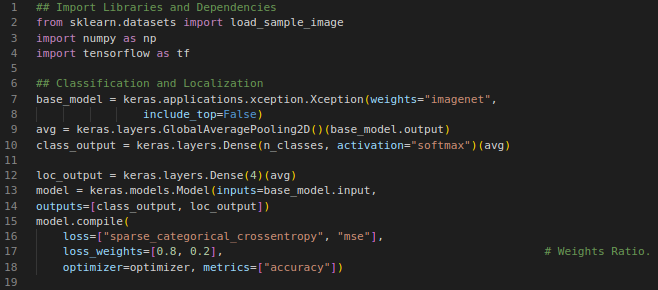 1 ## Import Libraries and Dependencies
2 from sklearn.datasets import load_sample_image
3 import numpy as np
4 import tensorflow as tf
5
6 ## Classification and Localization
7 base_model = keras.applications.xception.Xception(weights="imagenet",
8                 include_top=False)
9 avg = keras.layers.GlobalAveragePooling2D()(base_model.output)
10 class_output = keras.layers.Dense(n_classes, activation="softmax")(avg)
11
12 loc_output = keras.layers.Dense(4)(avg)
13 model = keras.models.Model(inputs=base_model.input,
14 outputs=[class_output, loc_output])
15 model.compile(
16     loss=["sparse_categorical_crossentropy", "mse"],
17     loss_weights=[0.8, 0.2],                                                # Weights Ratio.
18     optimizer=optimizer, metrics=["accuracy"])
19